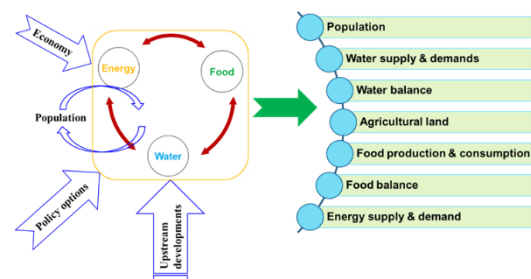 Economy
Energy
Food
Population
Water
Policy options
Upstream
developments
Population
Water supply & demands
Water balance
Agricultural land
Food production & consumption
Food balance
Energy supply & demand